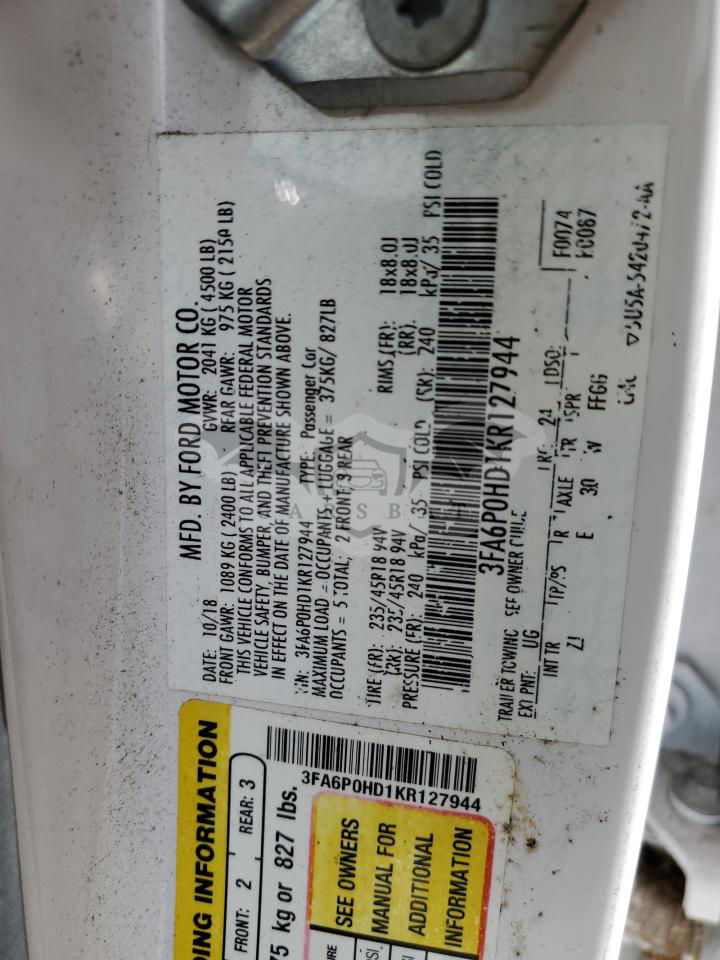 MFD. BY FORD MOTOR CO.
DATE: 10/18 GVWR: 2041 KG ( 4500 LB)
FRONT GAWR: 1089 KG ( 2400 LB) REAR GAWR: 975 KG ( LB)
THIS VEHICLE CONFORMS TO ALL APPLICABLE FEDERAL MOTOR
VEHICLE SAFETY, BUMPER, AND THEFT PREVENTION STANDARDS
IN EFFECT ON THE DATE OF MANUFACTURE SHOWN ABOVE.
3FA6P0HD1KR127944 TYPE: Passenger Car
MAXIMUM LOAD = OCCUPANTS + LUGGAGE = 375KG/ 827LB
OCCUPANTS = 5 TOTAL, 2 FRONT, 3 REAR
TIRE (FR): 235/45R18 94V RIMS (FR): 18x8.0J
(RR): 235/45R18 94V (RR): 18x8.0J
PRESSURE (FR): 240 kPa/ 35 PSI COLD (RR): 240 kPa/ 35 PSI COLD
3FA6P0HD1KR127944
TRAILER TOWING SEE OWNER GUIDE
F0074
EXT PNT: UG 24 DSO:
INT TR TP/PS R AXLE TR SPR
E 30 W FFGG
ING INFORMATION
FRONT: 2 REAR: 3
75 kg or 827 lbs.
3FA6P0HD1KR127944
SEE OWNERS
MANUAL FOR
ADDITIONAL
INFORMATION